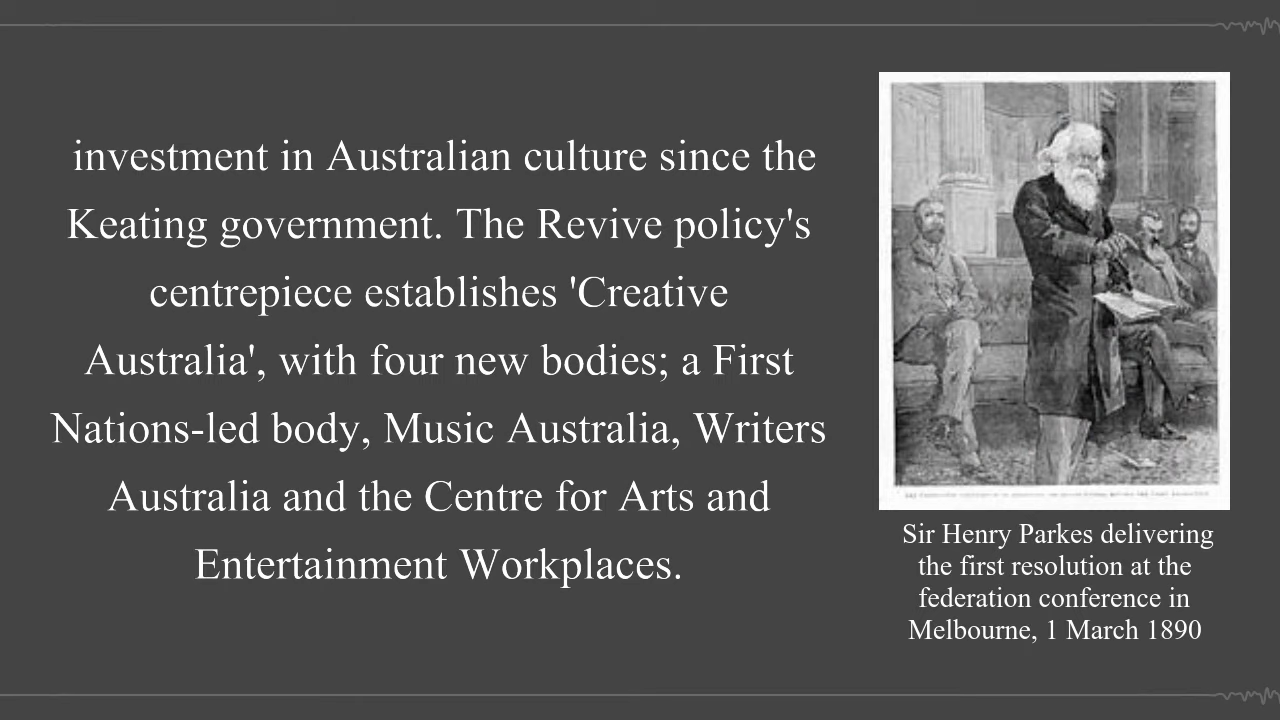 investment in Australian culture since the
Keating government. The Revive policy's
centrepiece establishes 'Creative
Australia', with four new bodies; a First
Nations-led body, Music Australia, Writers
Australia and the Centre for Arts and
Entertainment Workplaces.
Sir Henry Parkes delivering
the first resolution at the
federation conference in
Melbourne, 1 March 1890